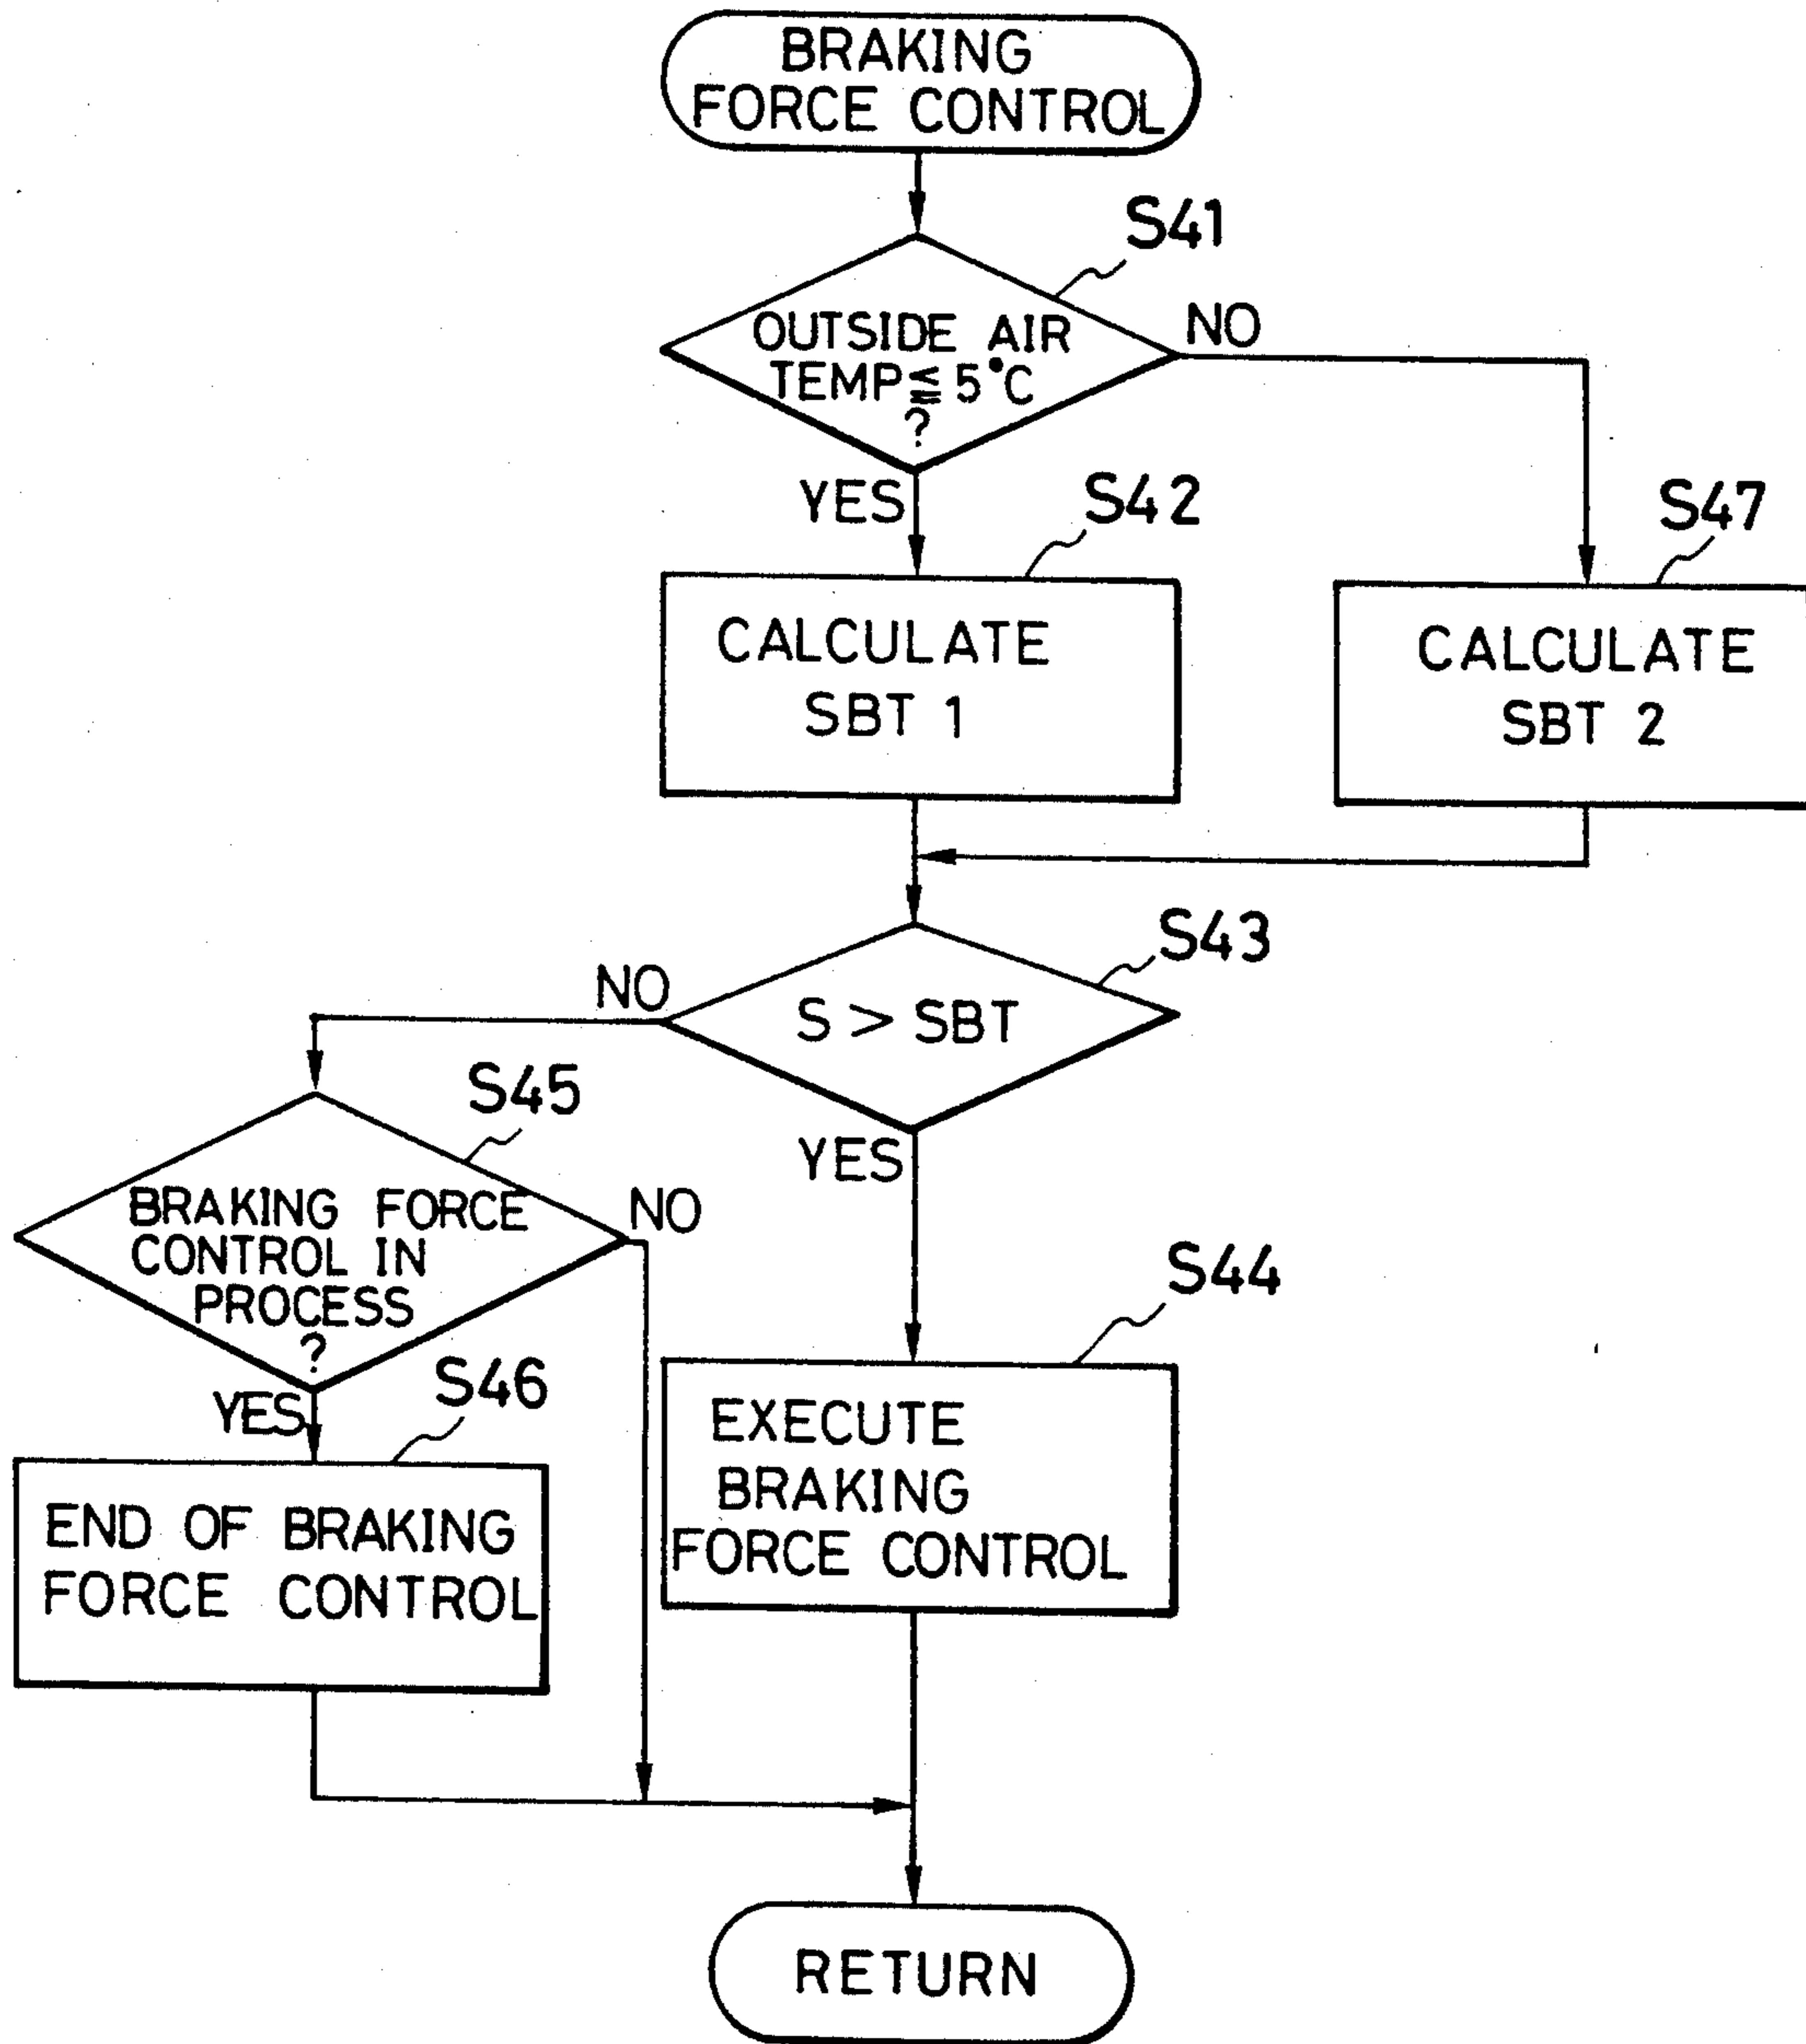 BRAKING
FORCE CONTROL
S41
OUTSIDE AIR
TEMP≦5°C
?
NO
YES
S42
S47
CALCULATE
SBT 1
CALCULATE
SBT 2
S43
NO
S > SBT
YES
S45
BRAKING FORCE
CONTROL IN
PROCESS
?
NO
YES
S46
S44
END OF BRAKING
FORCE CONTROL
EXECUTE
BRAKING
FORCE CONTROL
RETURN